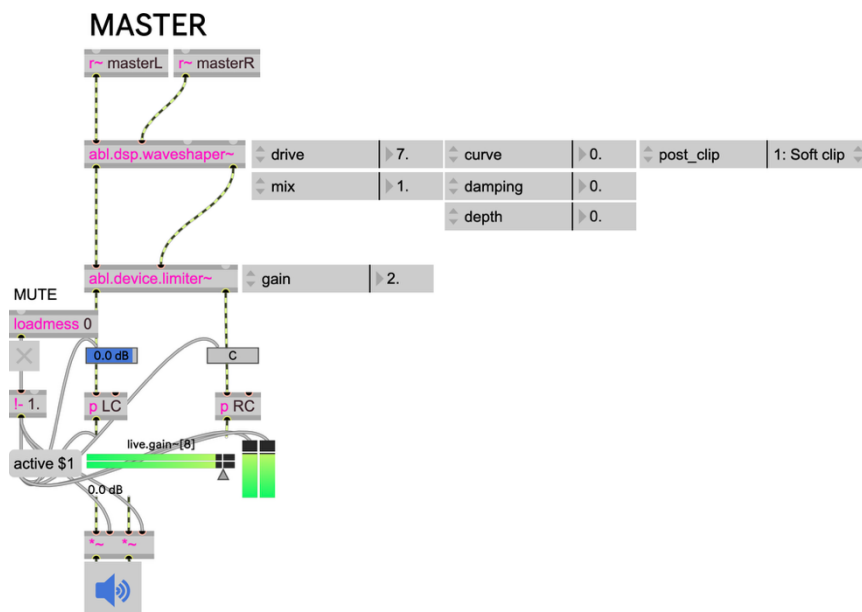 MASTER
r~ masterL
r~ masterR
abl.dsp.waveshaper~
drive
7.
curve
0.
post_clip
1: Soft clip
mix
1.
damping
0.
depth
0.
abl.device.limiter~
gain
2.
MUTE
loadmess 0
0.0 dB
C
!- 1.
p LC
p RC
live.gain~[8]
active $1
0.0 dB
*~
*~